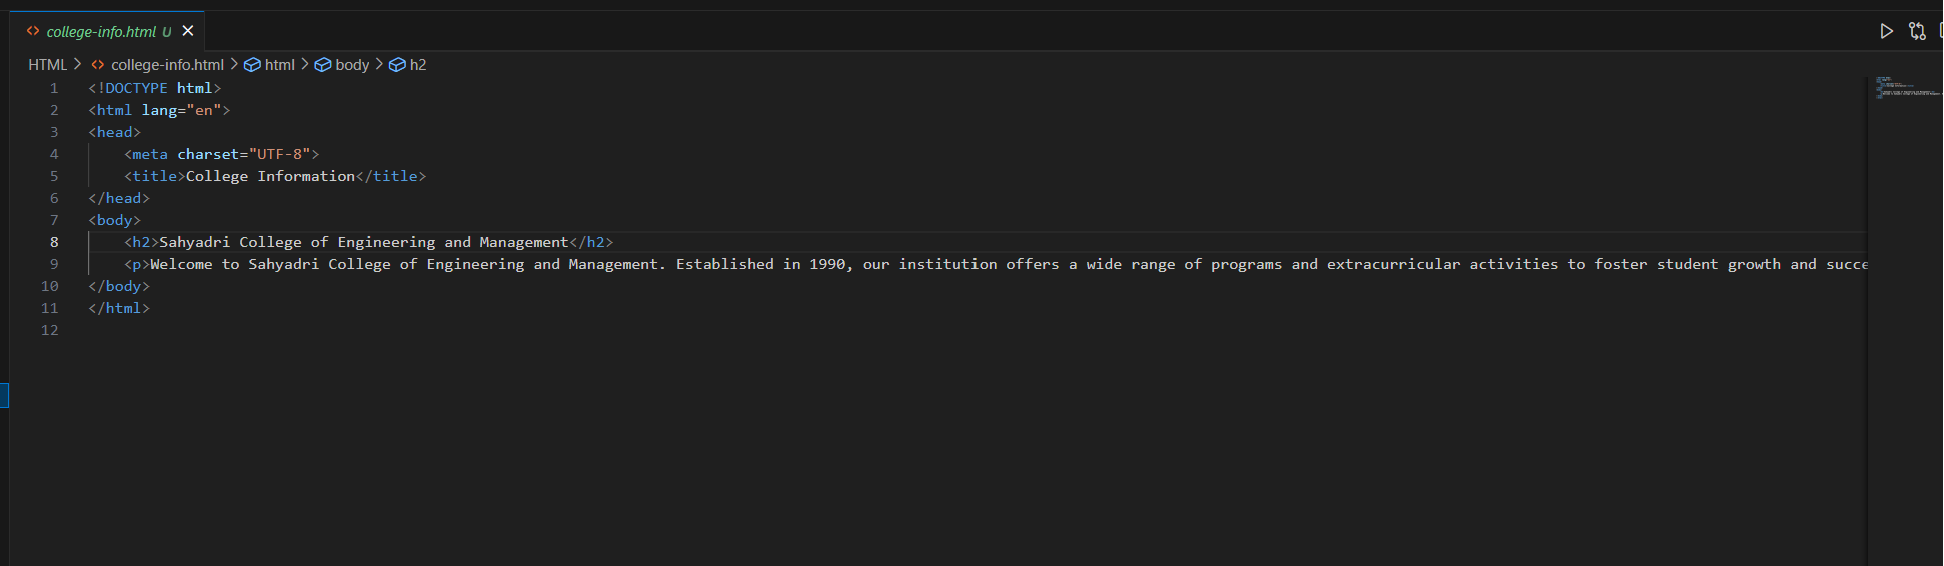 college-info.html U
HTML > college-info.html > html > body > h2
1 <!DOCTYPE html>
2 <html lang="en">
3 <head>
4     <meta charset="UTF-8">
5     <title>College Information</title>
6 </head>
7 <body>
8     <h2>Sahyadri College of Engineering and Management</h2>
9     <p>Welcome to Sahyadri College of Engineering and Management. Established in 1990, our institution offers a wide range of programs and extracurricular activities to foster student growth and succe
10 </body>
11 </html>
12